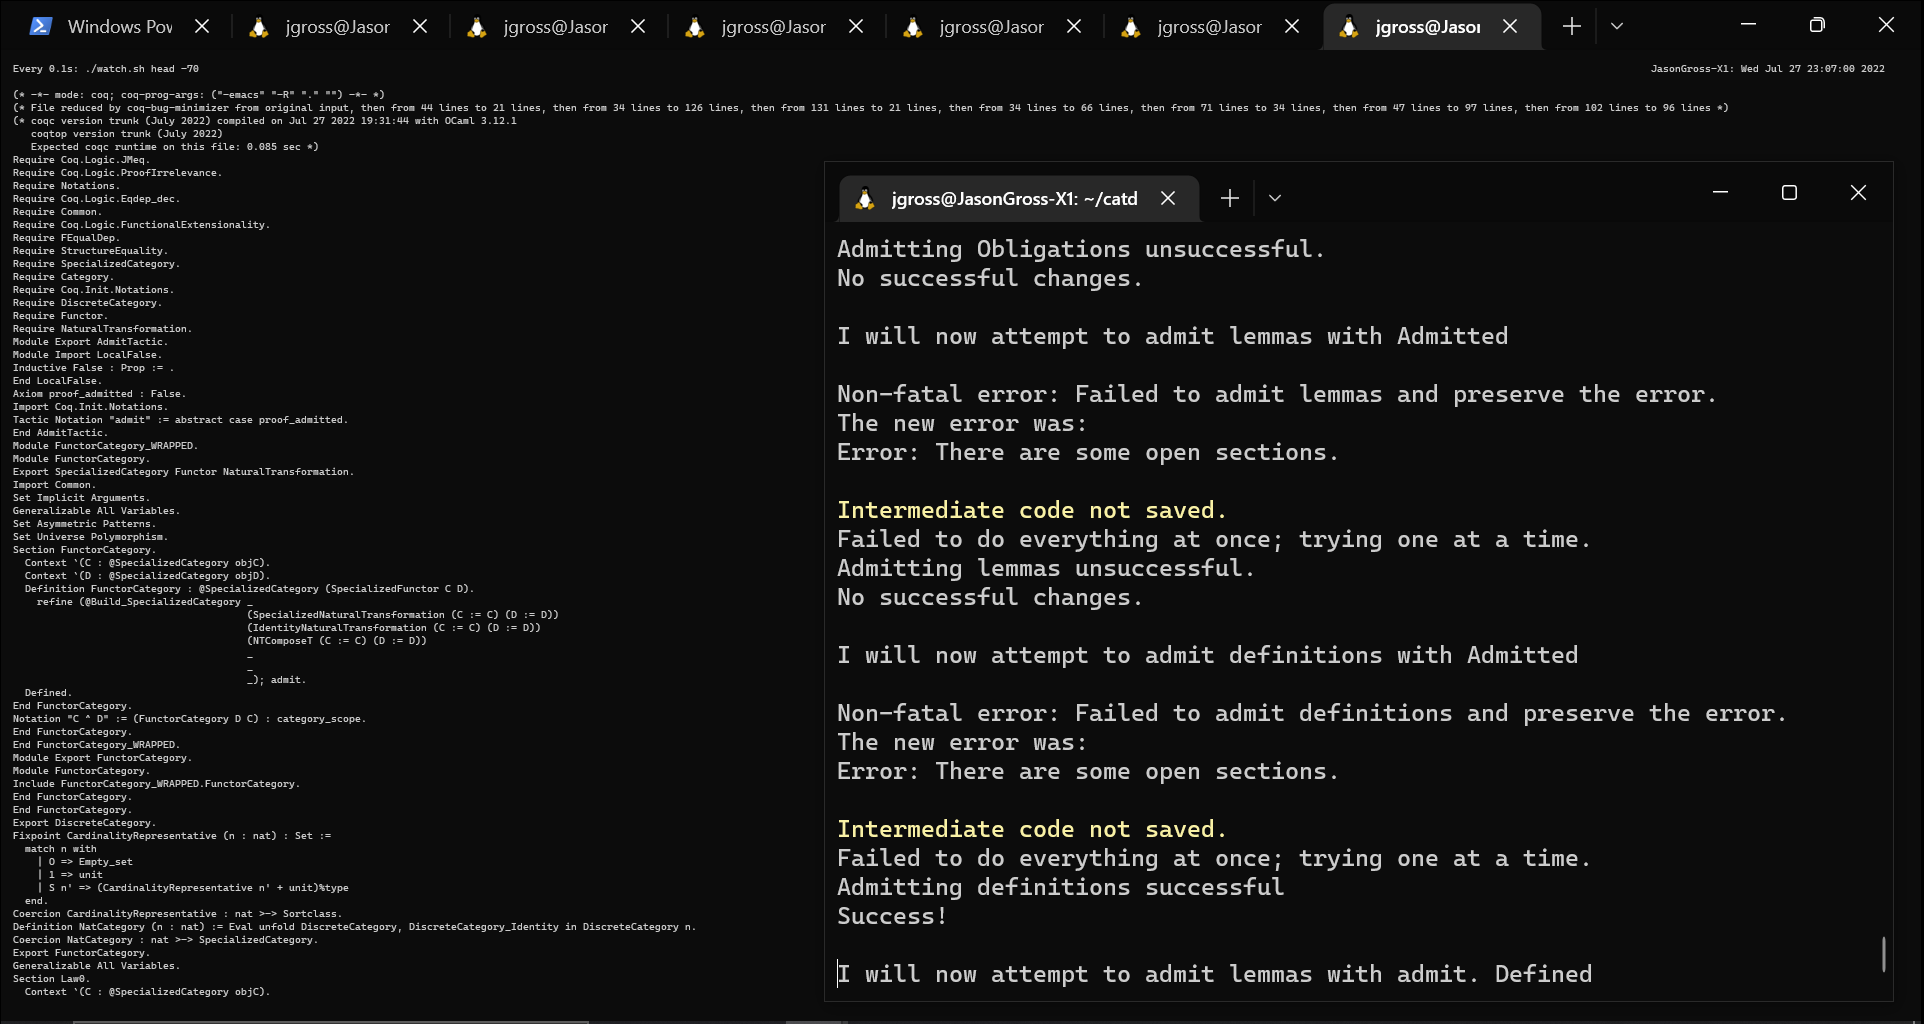 Windows Pov
jgross@Jasor
jgross@Jasor
jgross@Jasor
jgross@Jasor
jgross@Jasor
jgross@Jasor
Every 0.1s: ./watch.sh head -70
JasonGross-X1: Wed Jul 27 23:07:00 2022
(* -*- mode: coq; coq-prog-args: ("-emacs" "-R" "." "") -*- *)
(* File reduced by coq-bug-minimizer from original input, then from 44 lines to 21 lines, then from 34 lines to 126 lines, then from 131 lines to 21 lines, then from 34 lines to 66 lines, then from 71 lines to 34 lines, then from 47 lines to 97 lines, then from 102 lines to 96 lines *)
(* coqc version trunk (July 2022) compiled on Jul 27 2022 19:31:44 with OCaml 3.12.1
   coqtop version trunk (July 2022)
   Expected coqc runtime on this file: 0.085 sec *)
Require Coq.Logic.JMeq.
Require Coq.Logic.ProofIrrelevance.
Require Notations.
Require Coq.Logic.Eqdep_dec.
Require Common.
Require Coq.Logic.FunctionalExtensionality.
Require FEqualDep.
Require StructureEquality.
Require SpecializedCategory.
Require Category.
Require Coq.Init.Notations.
Require DiscreteCategory.
Require Functor.
Require NaturalTransformation.
Module Export AdmitTactic.
Module Import LocalFalse.
Inductive False : Prop := .
End LocalFalse.
Axiom proof_admitted : False.
Import Coq.Init.Notations.
Tactic Notation "admit" := abstract case proof_admitted.
End AdmitTactic.
Module FunctorCategory_WRAPPED.
Module FunctorCategory.
Export SpecializedCategory Functor NaturalTransformation.
Import Common.
Set Implicit Arguments.
Generalizable All Variables.
Set Asymmetric Patterns.
Set Universe Polymorphism.
Section FunctorCategory.
  Context `(C : @SpecializedCategory objC).
  Context `(D : @SpecializedCategory objD).
  Definition FunctorCategory : @SpecializedCategory (SpecializedFunctor C D).
    refine (@Build_SpecializedCategory _
                                       (SpecializedNaturalTransformation (C := C) (D := D))
                                       (IdentityNaturalTransformation (C := C) (D := D))
                                       (NTComposeT (C := C) (D := D))
                                       _
                                       _
                                       _); admit.
  Defined.
End FunctorCategory.
Notation "C ^ D" := (FunctorCategory D C) : category_scope.
End FunctorCategory.
End FunctorCategory_WRAPPED.
Module Export FunctorCategory.
Module FunctorCategory.
Include FunctorCategory_WRAPPED.FunctorCategory.
End FunctorCategory.
End FunctorCategory.
Export DiscreteCategory.
Fixpoint CardinalityRepresentative (n : nat) : Set :=
  match n with
    | O => Empty_set
    | 1 => unit
    | S n' => (CardinalityRepresentative n' + unit)%type
  end.
Coercion CardinalityRepresentative : nat >-> Sortclass.
Definition NatCategory (n : nat) := Eval unfold DiscreteCategory, DiscreteCategory_Identity in DiscreteCategory n.
Coercion NatCategory : nat >-> SpecializedCategory.
Export FunctorCategory.
Generalizable All Variables.
Section Law0.
  Context `(C : @SpecializedCategory objC).
jgross@JasonGross-X1: ~/catd
Admitting Obligations unsuccessful.
No successful changes.
I will now attempt to admit lemmas with Admitted
Non-fatal error: Failed to admit lemmas and preserve the error.
The new error was:
Error: There are some open sections.
Intermediate code not saved.
Failed to do everything at once; trying one at a time.
Admitting lemmas unsuccessful.
No successful changes.
I will now attempt to admit definitions with Admitted
Non-fatal error: Failed to admit definitions and preserve the error.
The new error was:
Error: There are some open sections.
Intermediate code not saved.
Failed to do everything at once; trying one at a time.
Admitting definitions successful
Success!
I will now attempt to admit lemmas with admit. Defined